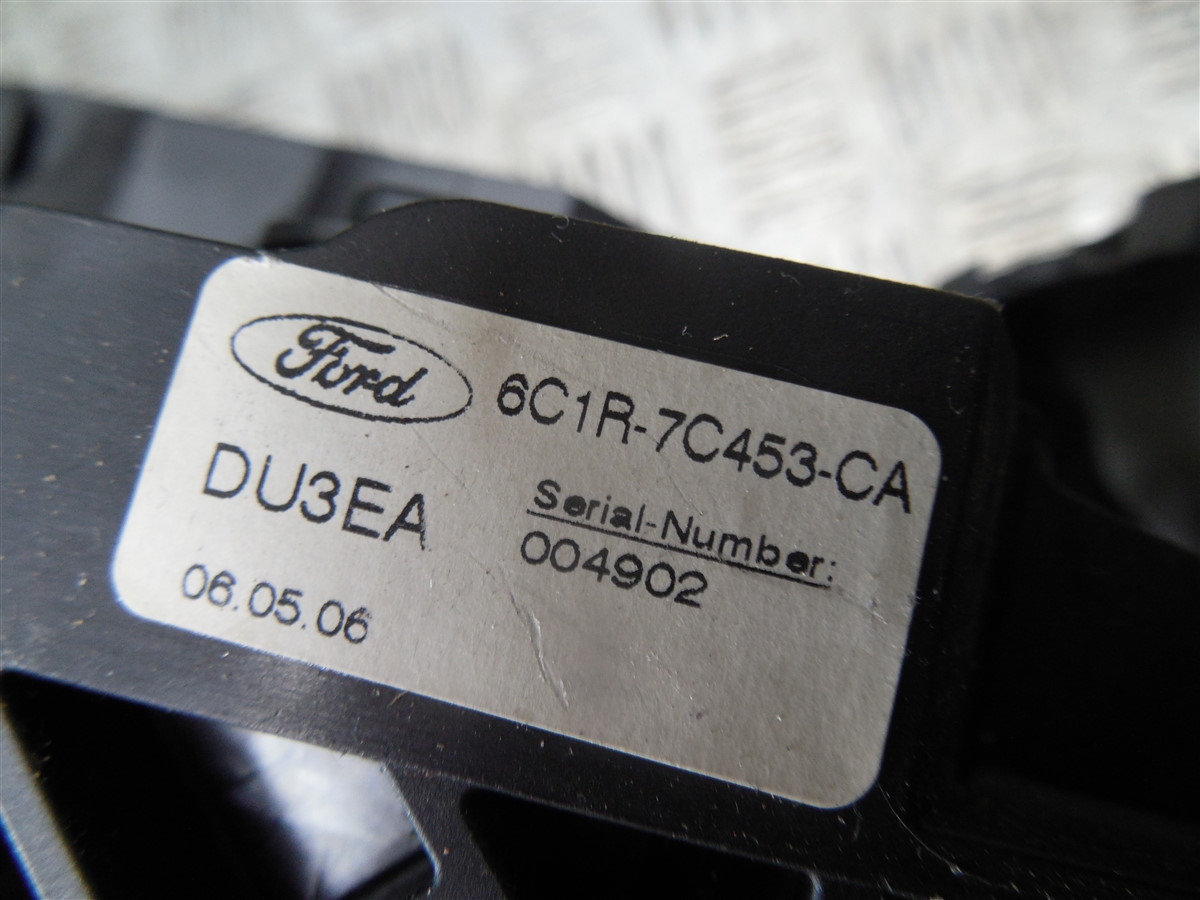 Ford 6C1R-7C453-CA
DU3EA
Serial-Number:
004902
06.05.06